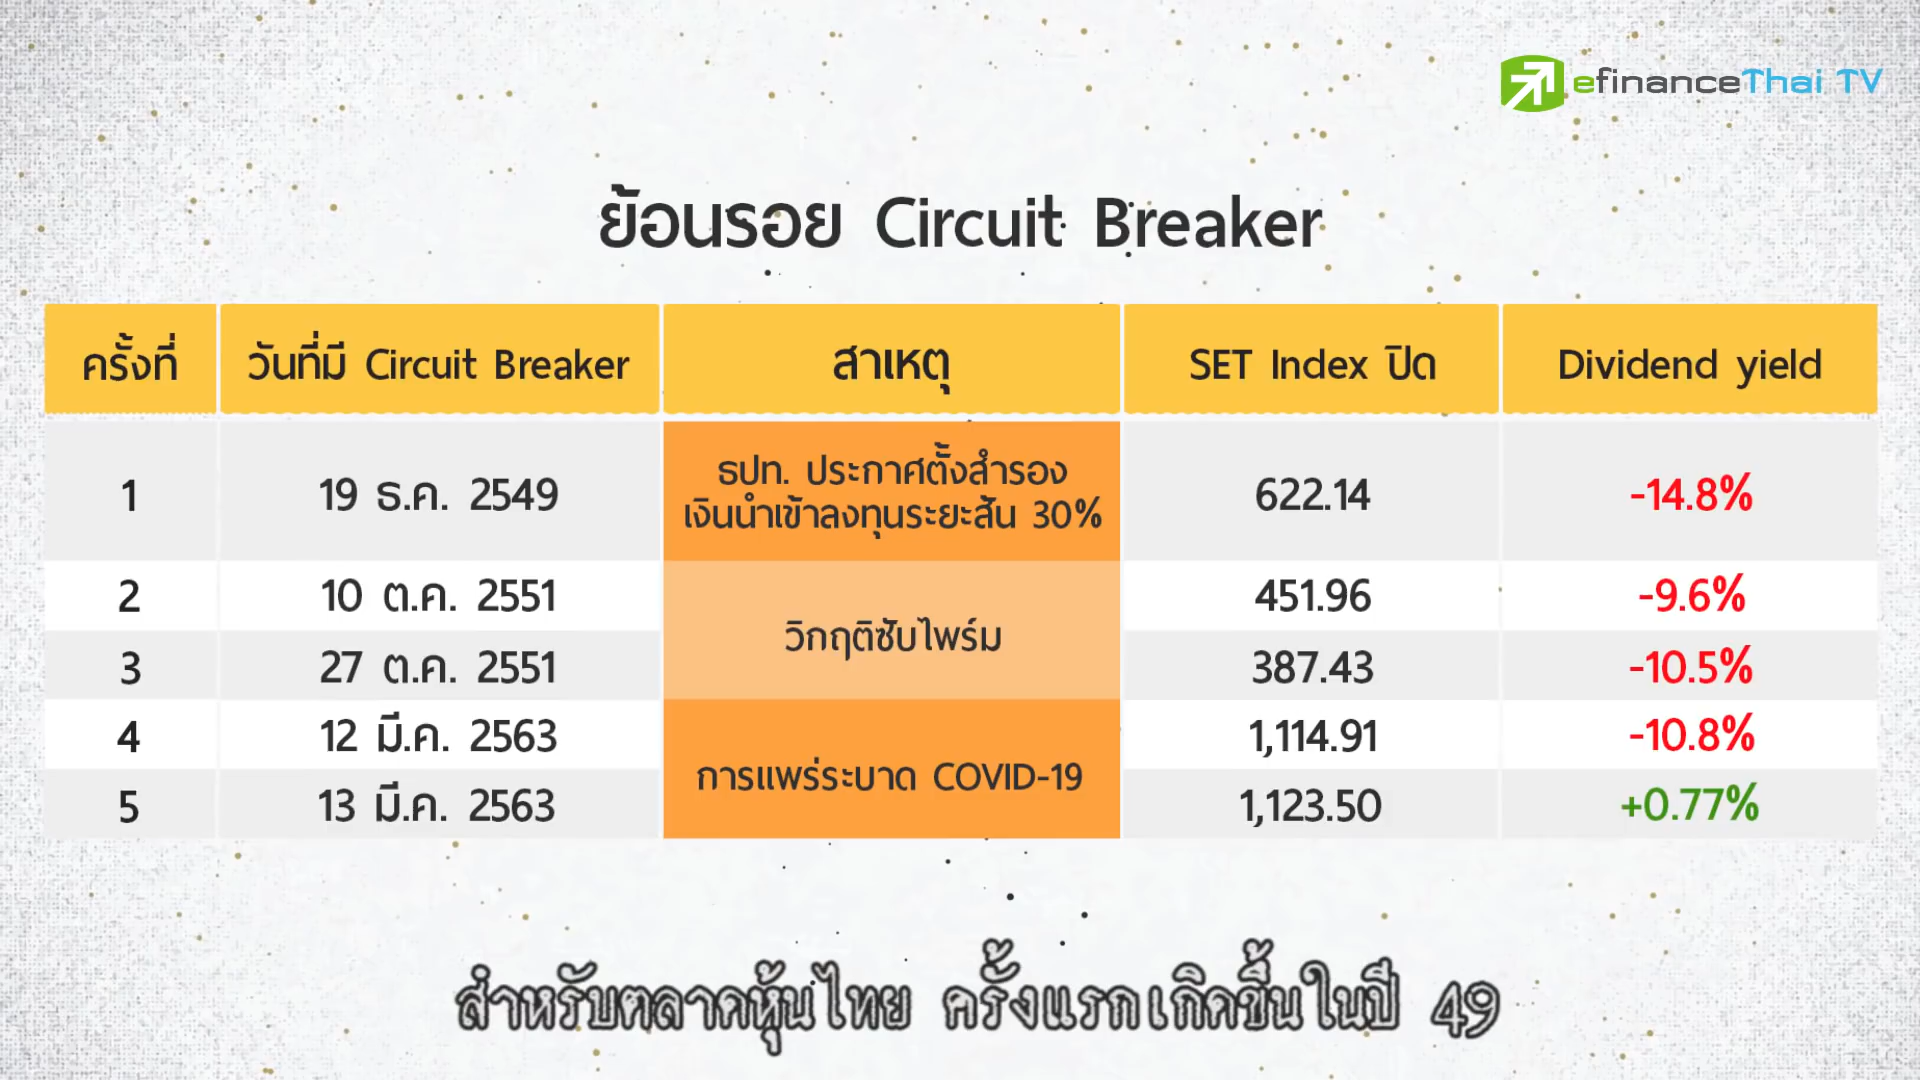 efinanceThai TV
ย้อนรอย Circuit Breaker
ครั้งที่ วันที่มี Circuit Breaker สาเหตุ SET Index ปิด Dividend yield
1 19 ธ.ค. 2549 ธปท. ประกาศตั้งสำรอง 622.14 -14.8%
เงินนำเข้าลงทุนระยะสั้น 30%
2 10 ต.ค. 2551 451.96 -9.6%
วิกฤติซับไพร์ม
3 27 ต.ค. 2551 387.43 -10.5%
4 12 มี.ค. 2563 1,114.91 -10.8%
การแพร่ระบาด COVID-19
5 13 มี.ค. 2563 1,123.50 +0.77%
สำหรับตลาดหุ้นไทย ครั้งแรกเกิดขึ้นในปี 49